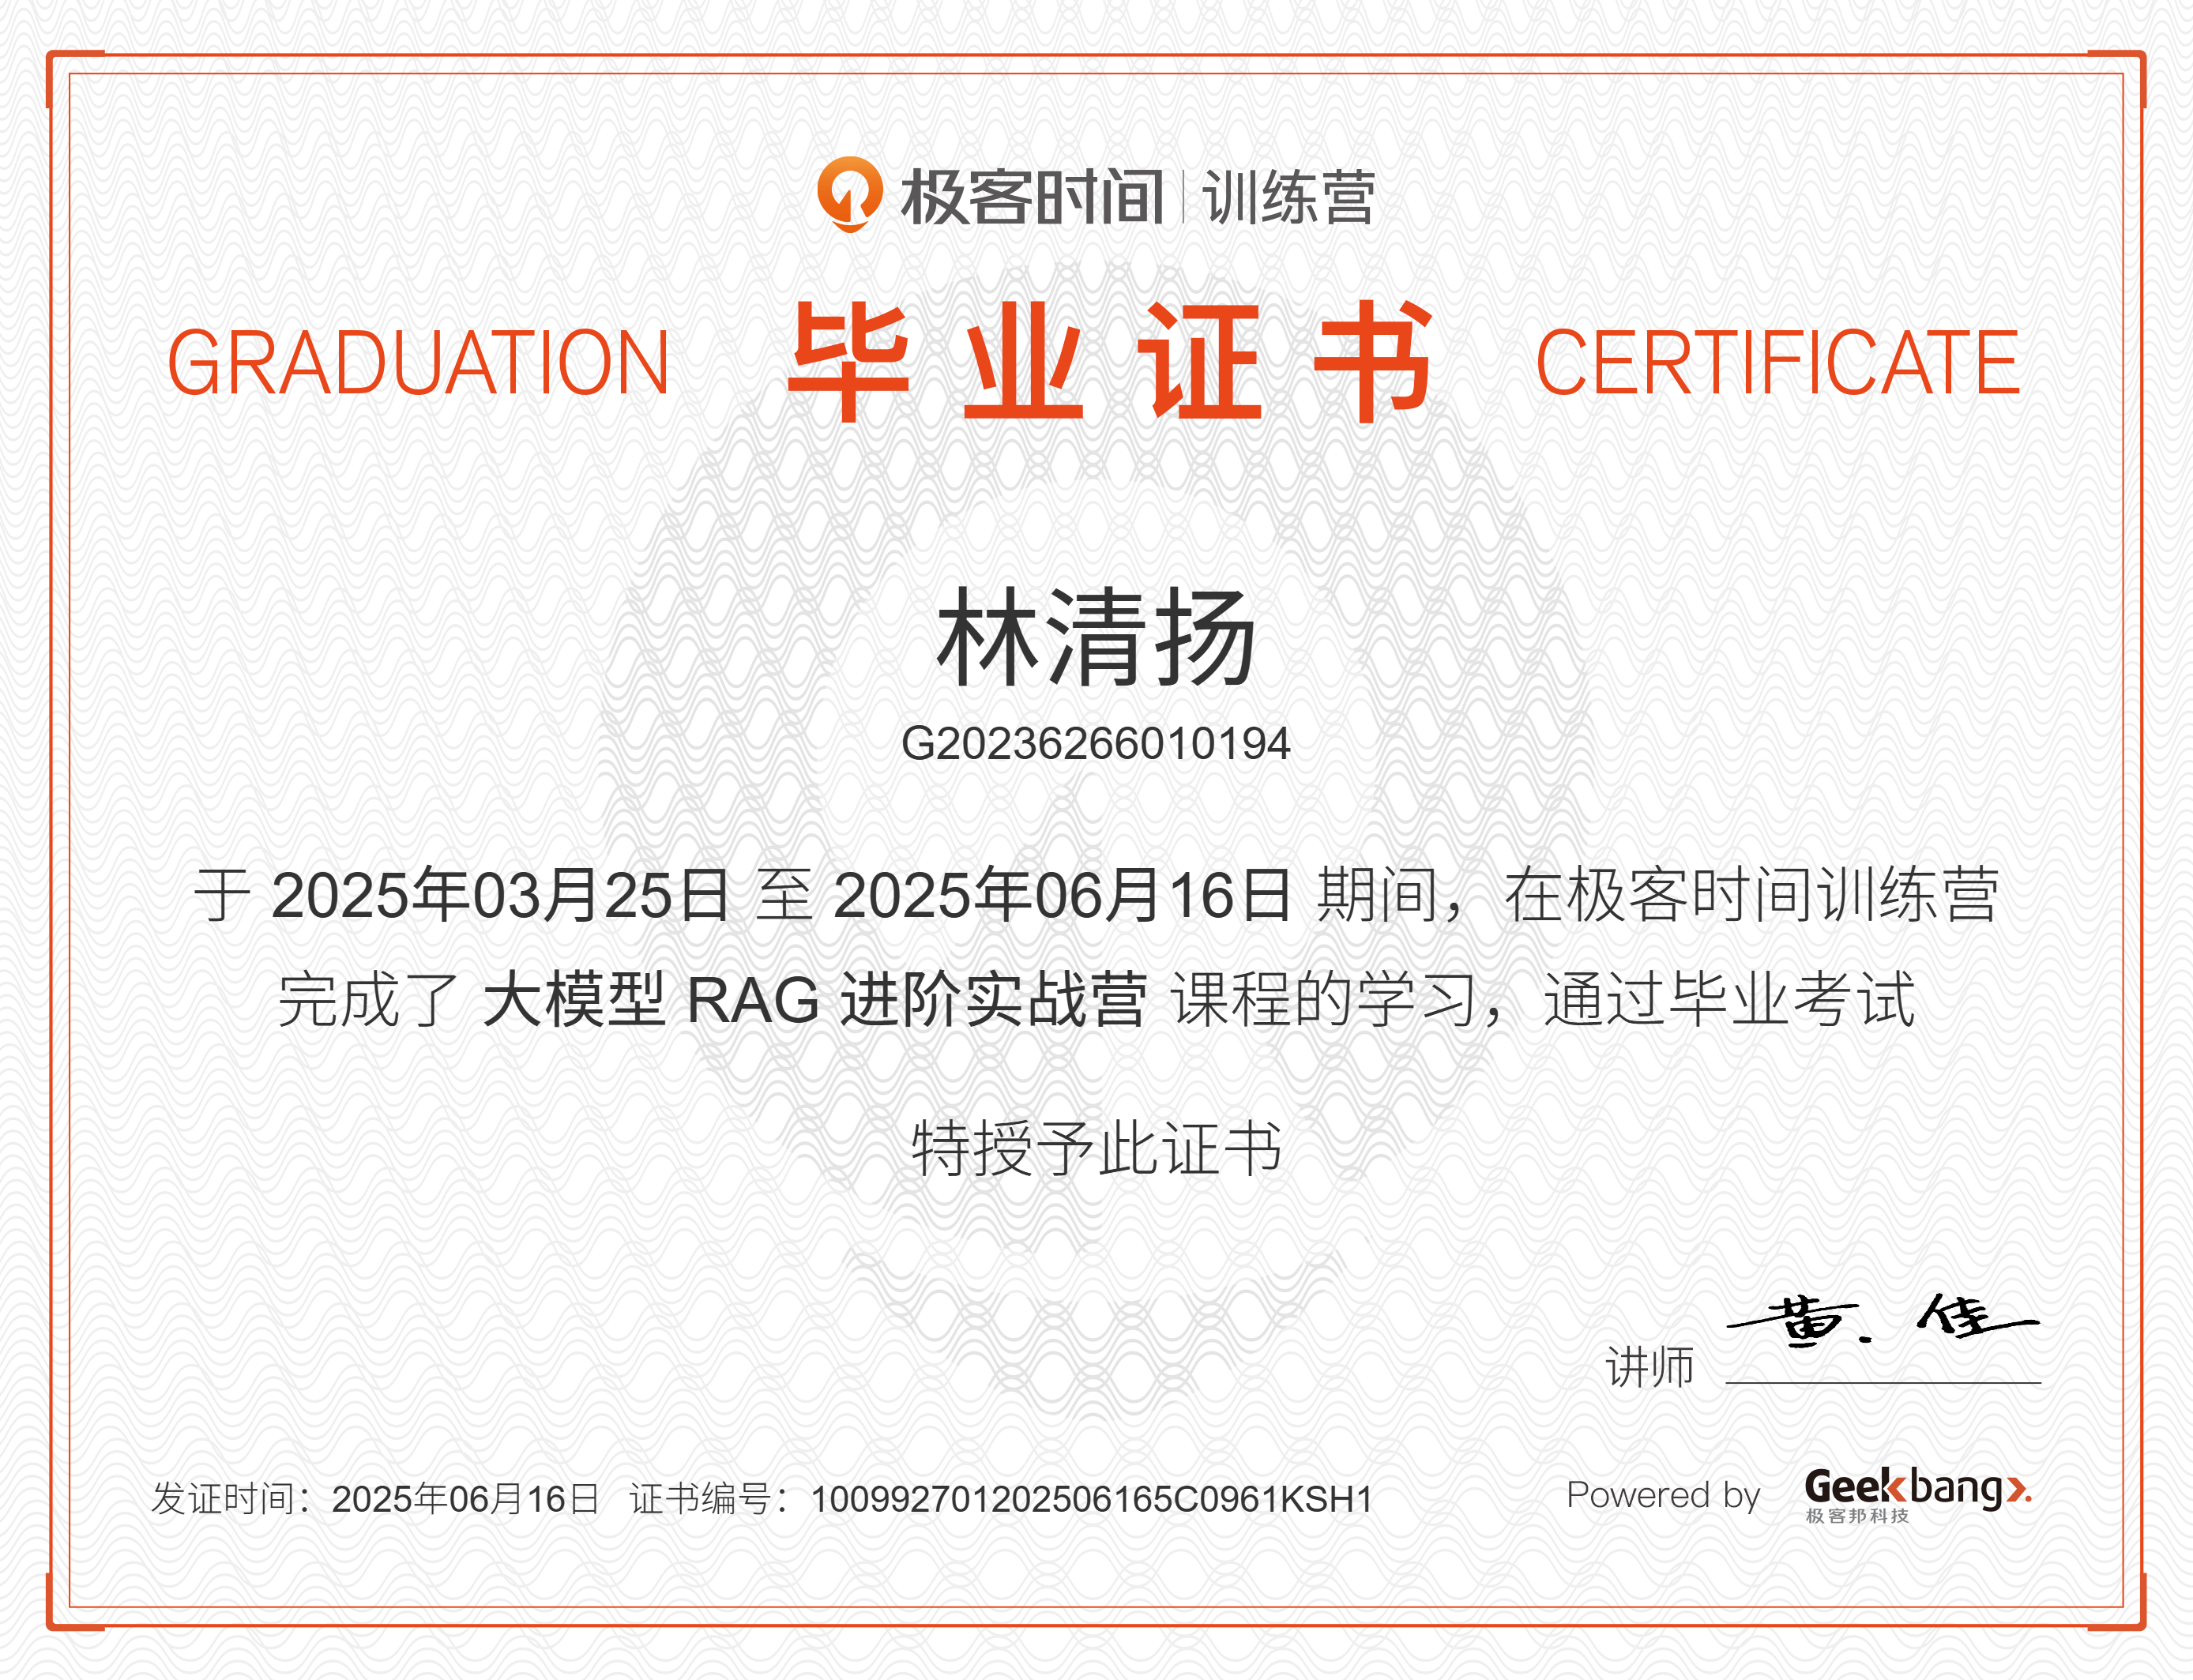 极客时间 | 训练营
GRADUATION 毕业证书 CERTIFICATE
林清扬
G20236266010194
于 2025年03月25日 至 2025年06月16日 期间，在极客时间训练营
完成了 大模型 RAG 进阶实战营 课程的学习，通过毕业考试
特授予此证书
黄佳
讲师
发证时间：2025年06月16日 证书编号：100992701202506165C0961KSH1
Powered by Geekbang
极客邦科技